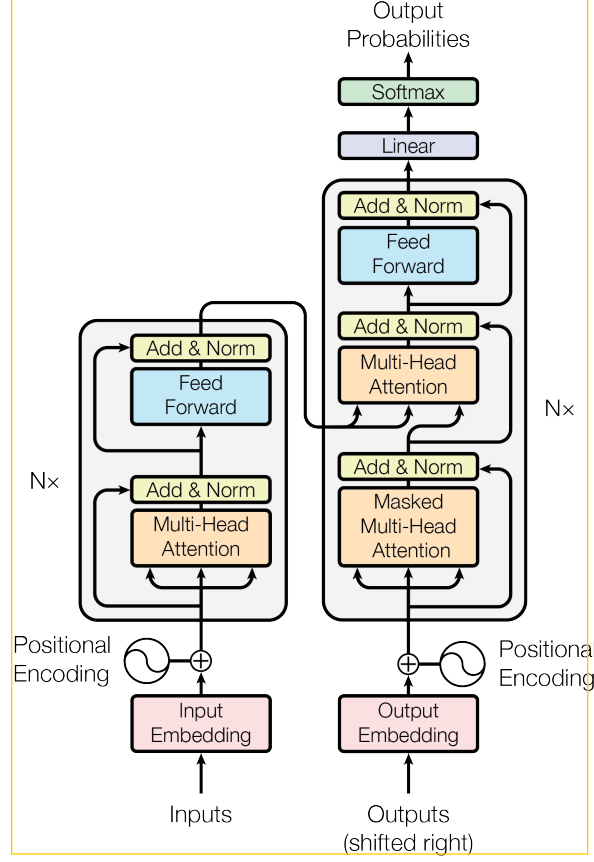 Output
Probabilities
Softmax
Linear
Add & Norm
Feed
Forward
Add & Norm
Multi-Head
Attention
Add & Norm
Masked
Multi-Head
Attention
N×
Add & Norm
Feed
Forward
Add & Norm
Multi-Head
Attention
N×
Positional
Encoding
Positional
Encoding
Input
Embedding
Output
Embedding
Inputs
Outputs
(shifted right)